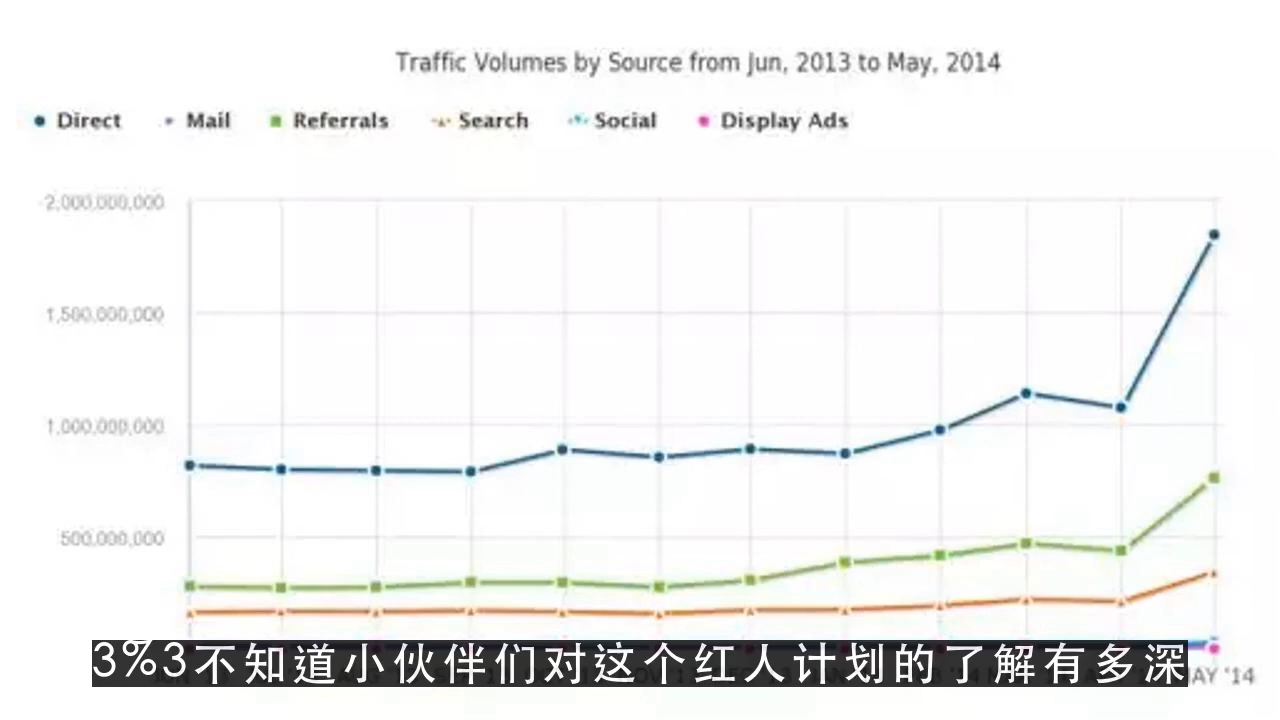 Traffic Volumes by Source from Jun, 2013 to May, 2014
Direct Mail Referrals Search Social Display Ads
2,000,000,000
1,500,000,000
1,000,000,000
500,000,000
3%3不知道小伙伴们对这个红人计划的了解有多深
MAY '14